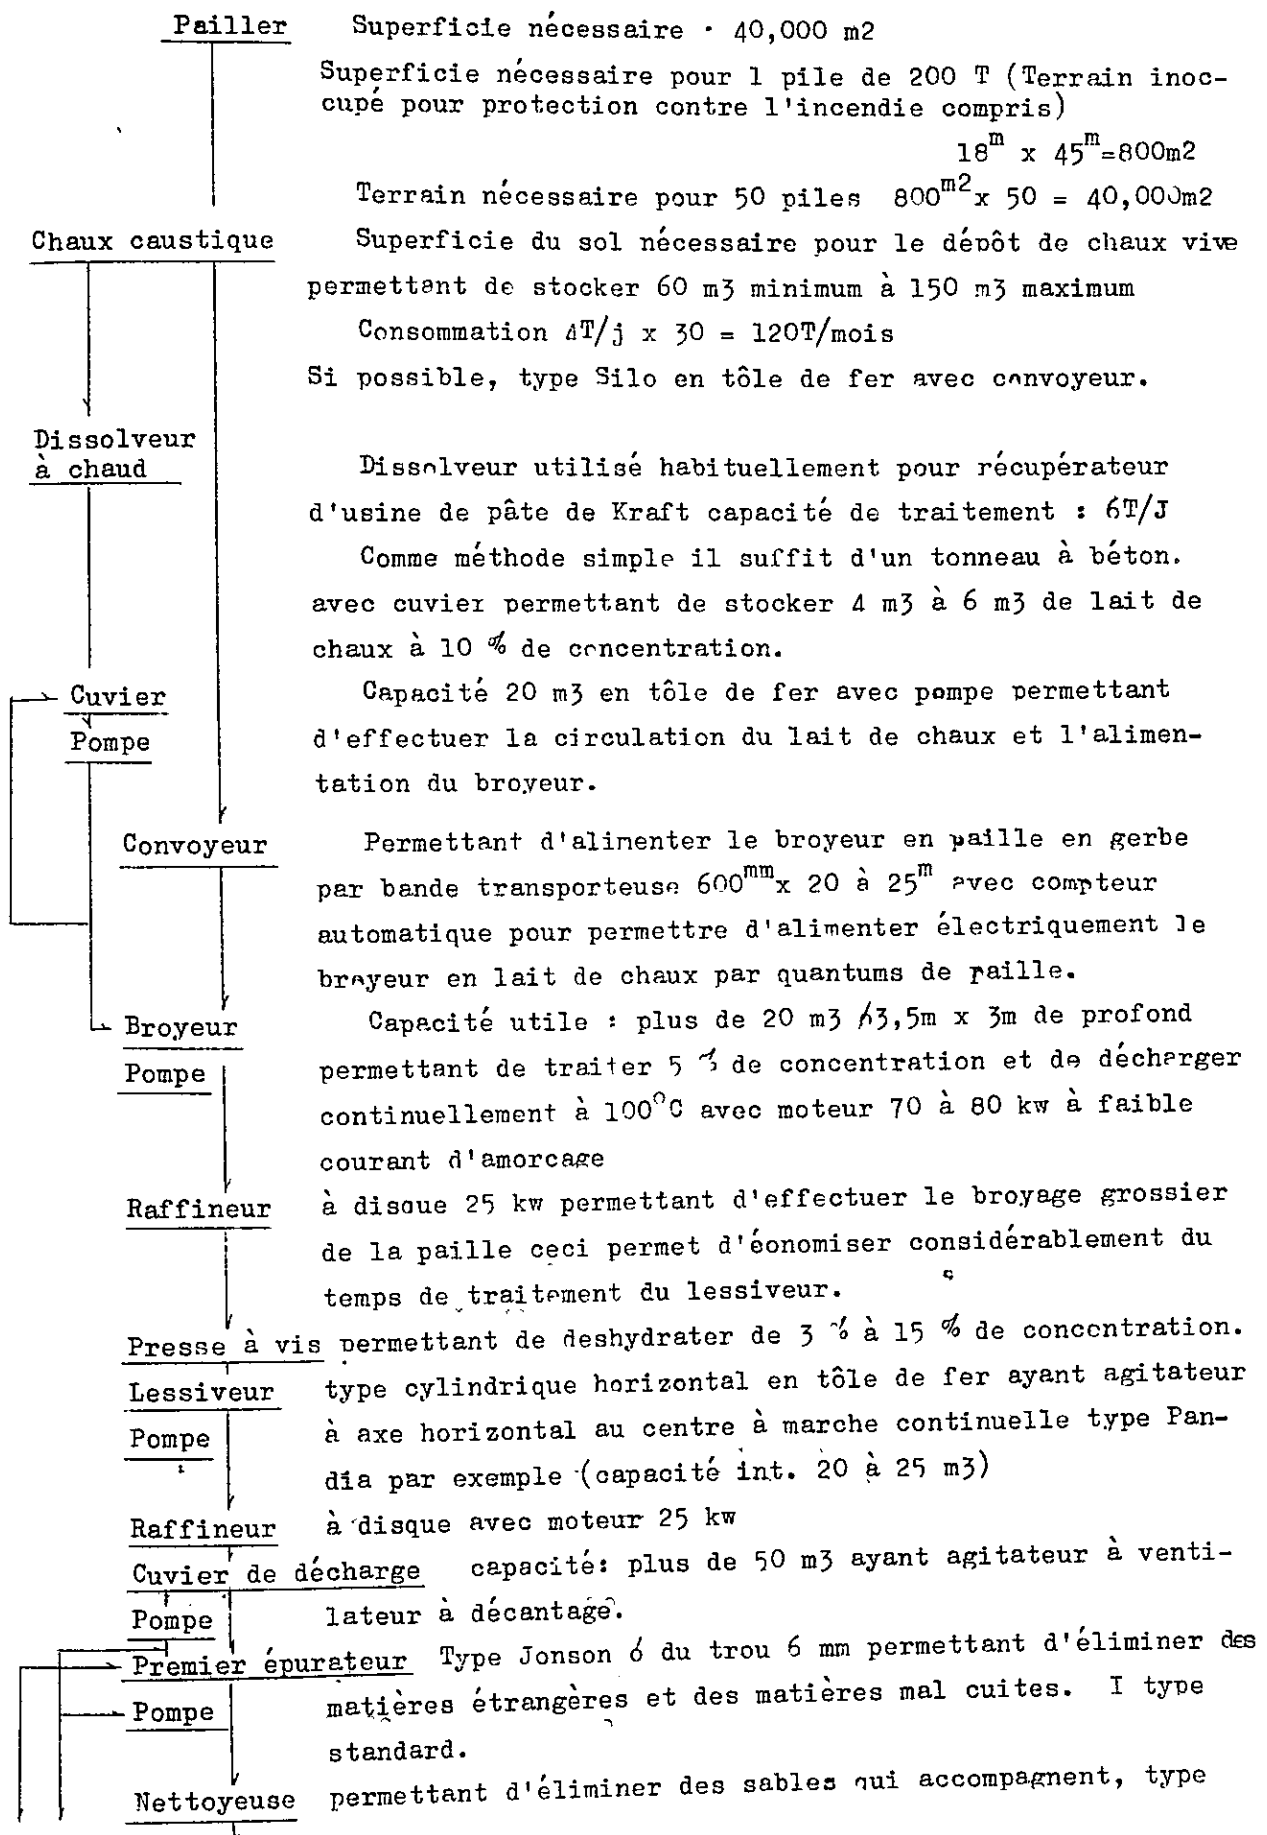 Pailler Superficie nécessaire · 40,000 m2
Superficie nécessaire pour 1 pile de 200 T (Terrain inoc-
cupé pour protection contre l'incendie compris)
18m x 45m=800m2
Terrain nécessaire pour 50 piles 800m2x 50 = 40,000m2
Chaux caustique Superficie du sol nécessaire pour le dépôt de chaux vive
permettant de stocker 60 m3 minimum à 150 m3 maximum
Consommation 4T/j x 30 = 120T/mois
Si possible, type Silo en tôle de fer avec convoyeur.
Dissolveur
à chaud Dissolveur utilisé habituellement pour récupérateur
d'usine de pâte de Kraft capacité de traitement : 6T/J
Comme méthode simple il suffit d'un tonneau à béton.
avec cuvier permettant de stocker 4 m3 à 6 m3 de lait de
chaux à 10 % de concentration.
Cuvier Capacité 20 m3 en tôle de fer avec pompe permettant
Pompe d'effectuer la circulation du lait de chaux et l'alimen-
tation du broyeur.
Convoyeur Permettant d'alimenter le broyeur en paille en gerbe
par bande transporteuse 600mm x 20 à 25m avec compteur
automatique pour permettre d'alimenter électriquement le
broyeur en lait de chaux par quantums de paille.
Broyeur Capacité utile : plus de 20 m3 ø3,5m x 3m de profond
Pompe permettant de traiter 5 % de concentration et de décharger
continuellement à 100°C avec moteur 70 à 80 kw à faible
courant d'amorcage
Raffineur à disque 25 kw permettant d'effectuer le broyage grossier
de la paille ceci permet d'éonomiser considérablement du
temps de traitement du lessiveur.
Presse à vis permettant de deshydrater de 3 % à 15 % de concentration.
Lessiveur type cylindrique horizontal en tôle de fer ayant agitateur
Pompe à axe horizontal au centre à marche continuelle type Pan-
dia par exemple (capacité int. 20 à 25 m3)
Raffineur à disque avec moteur 25 kw
Cuvier de décharge capacité: plus de 50 m3 ayant agitateur à venti-
Pompe lateur à décantage.
Premier épurateur Type Jonson ó du trou 6 mm permettant d'éliminer des
Pompe matières étrangères et des matières mal cuites. I type
standard.
Nettoyeuse permettant d'éliminer des sables qui accompagnent, type